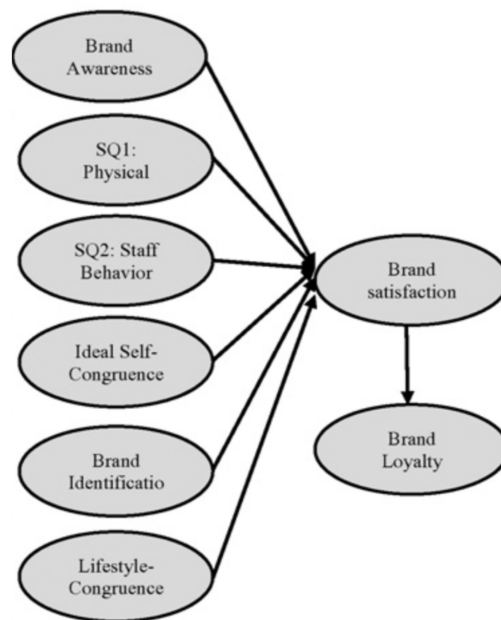 Brand
Awareness
SQ1:
Physical
SQ2: Staff
Behavior
Ideal Self-
Congruence
Brand
Identificatio
Lifestyle-
Congruence
Brand
satisfaction
Brand
Loyalty